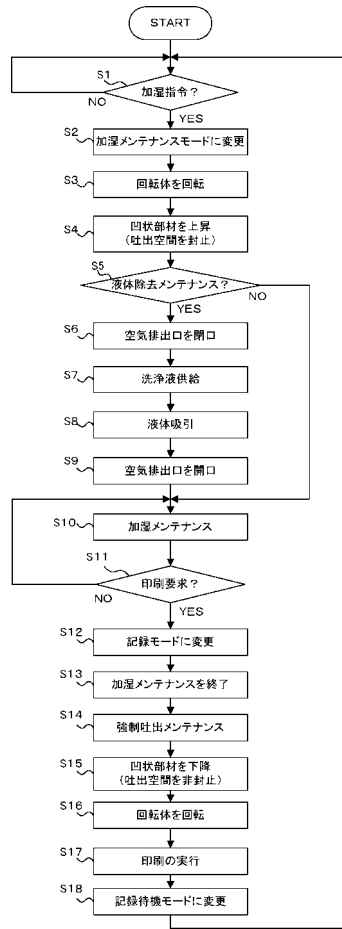 START
S1
加湿指令？
NO
YES
S2
加湿メンテナンスモードに変更
S3
回転体を回転
S4
凹状部材を上昇
(吐出空間を封止)
S5
液体除去メンテナンス？
NO
YES
S6
空気排出口を閉口
S7
洗浄液供給
S8
液体吸引
S9
空気排出口を開口
S10
加湿メンテナンス
S11
印刷要求？
NO
YES
S12
記録モードに変更
S13
加湿メンテナンスを終了
S14
強制吐出メンテナンス
S15
凹状部材を下降
(吐出空間を非封止)
S16
回転体を回転
S17
印刷の実行
S18
記録待機モードに変更